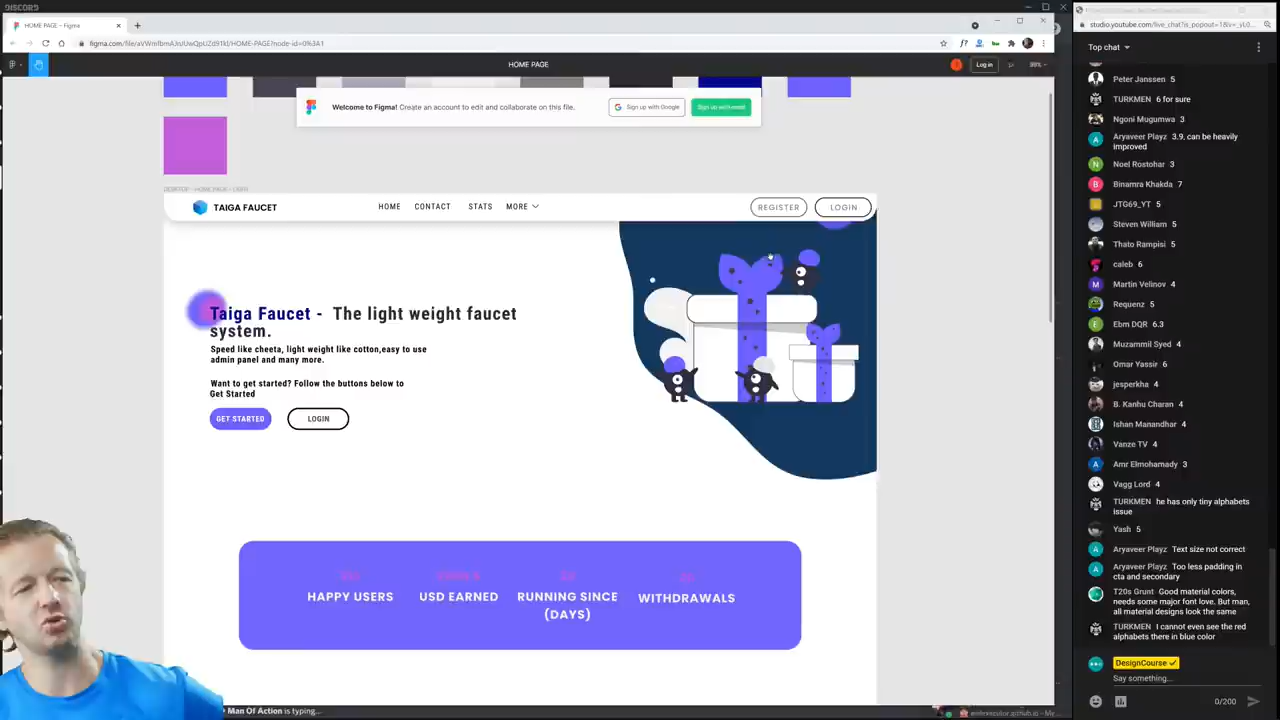 DISCORD
HOME PAGE – Figma
studio.youtube.com/live_chat?is_popout=1&v=_yL0...
HOME PAGE
Log in
Top chat
Welcome to Figma! Create an account to edit and collaborate on this file.
Sign up with Google
Sign up with email
DESKTOP - HOME PAGE - LIGHT
TAIGA FAUCET
HOME
CONTACT
STATS
MORE
REGISTER
LOGIN
Taiga Faucet - The light weight faucet
system.
Speed like cheeta, light weight like cotton,easy to use
admin panel and many more.
Want to get started? Follow the buttons below to
Get Started
GET STARTED
LOGIN
HAPPY USERS
USD EARNED
RUNNING SINCE
(DAYS)
WITHDRAWALS
Man Of Action is typing...
Peter Janssen 5
TURKMEN 6 for sure
Ngoni Mugumwa 3
Aryaveer Playz 3,9, can be heavily
improved
Noel Rostohar 3
Binamra Khakda 7
JTG69_YT 5
Steven William 5
Thato Rampisi 5
caleb 6
Martin Velinov 4
Requenz 5
Ebm DQR 6.3
Muzammil Syed 4
Omar Yassir 6
jesperkha 4
B. Kanhu Charan 4
Ishan Manandhar 4
Vanze TV 4
Amr Elmohamady 3
Vagg Lord 4
TURKMEN he has only tiny alphabets
issue
Yash 5
Aryaveer Playz Text size not correct
Aryaveer Playz Too less padding in
cta and secondary
T20s Grunt Good material colors,
needs some major font love. But man,
all material designs look the same
TURKMEN I cannot even see the red
alphabets there in blue color
DesignCourse
Say something...
0/200